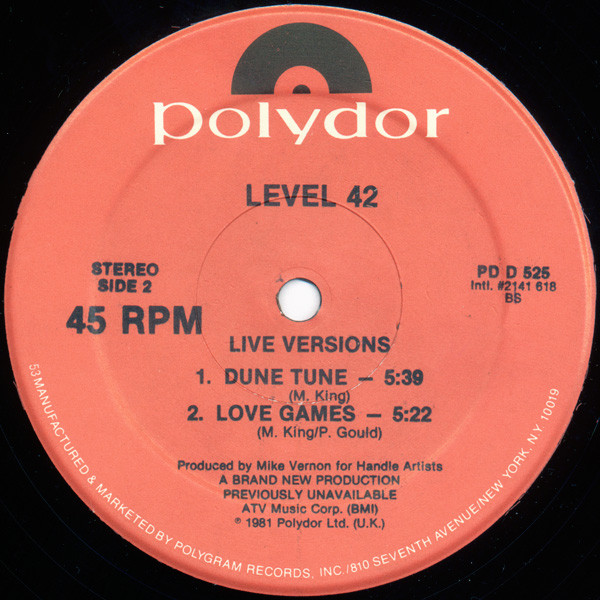 polydor
LEVEL 42
STEREO
SIDE 2
45 RPM
PD D 525
Intl. #2141 618
BS
LIVE VERSIONS
1. DUNE TUNE – 5:39
(M. King)
2. LOVE GAMES – 5:22
(M. King/P. Gould)
Produced by Mike Vernon for Handle Artists
A BRAND NEW PRODUCTION
PREVIOUSLY UNAVAILABLE
ATV Music Corp. (BMI)
℗ 1981 Polydor Ltd. (U.K.)
53MANUFACTURED & MARKETED BY POLYGRAM RECORDS, INC./810 SEVENTH AVENUE/NEW YORK, NY 10019